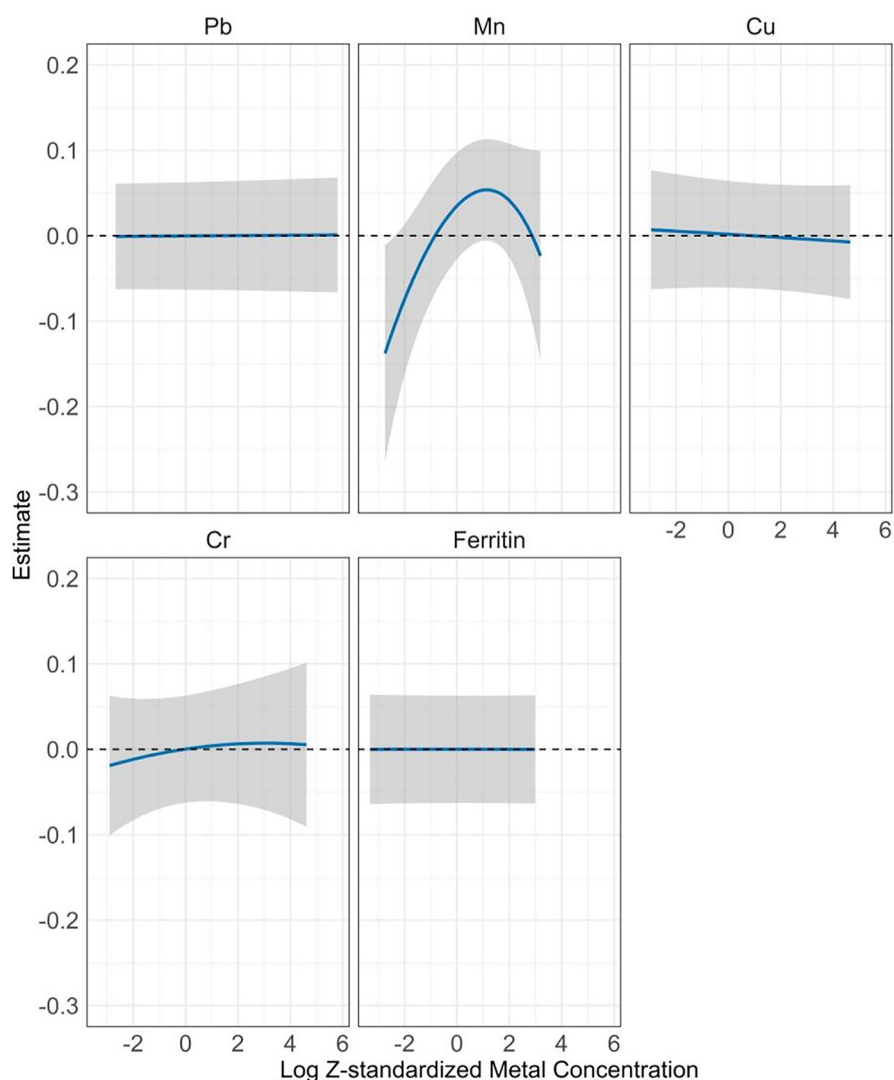 Pb Mn Cu
0.2
0.1
0.0
-0.1
-0.2
-0.3
-2 0 2 4 6
Estimate
Cr Ferritin
0.2
0.1
0.0
-0.1
-0.2
-0.3
-2 0 2 4 6 -2 0 2 4 6
Log Z-standardized Metal Concentration